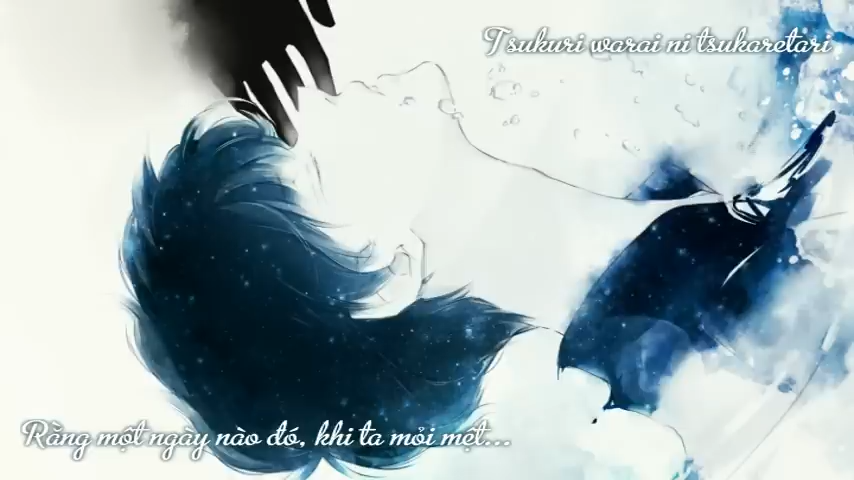 Tsukuri warai ni tsukaretari
Rằng một ngày nào đó, khi ta mỏi mệt...